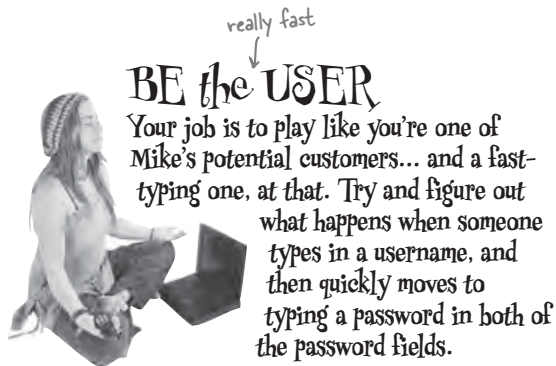 really fast
BE the USER
Your job is to play like you're one of
Mike's potential customers... and a fast-
typing one, at that. Try and figure out
what happens when someone
types in a username, and
then quickly moves to
typing a password in both of
the password fields.